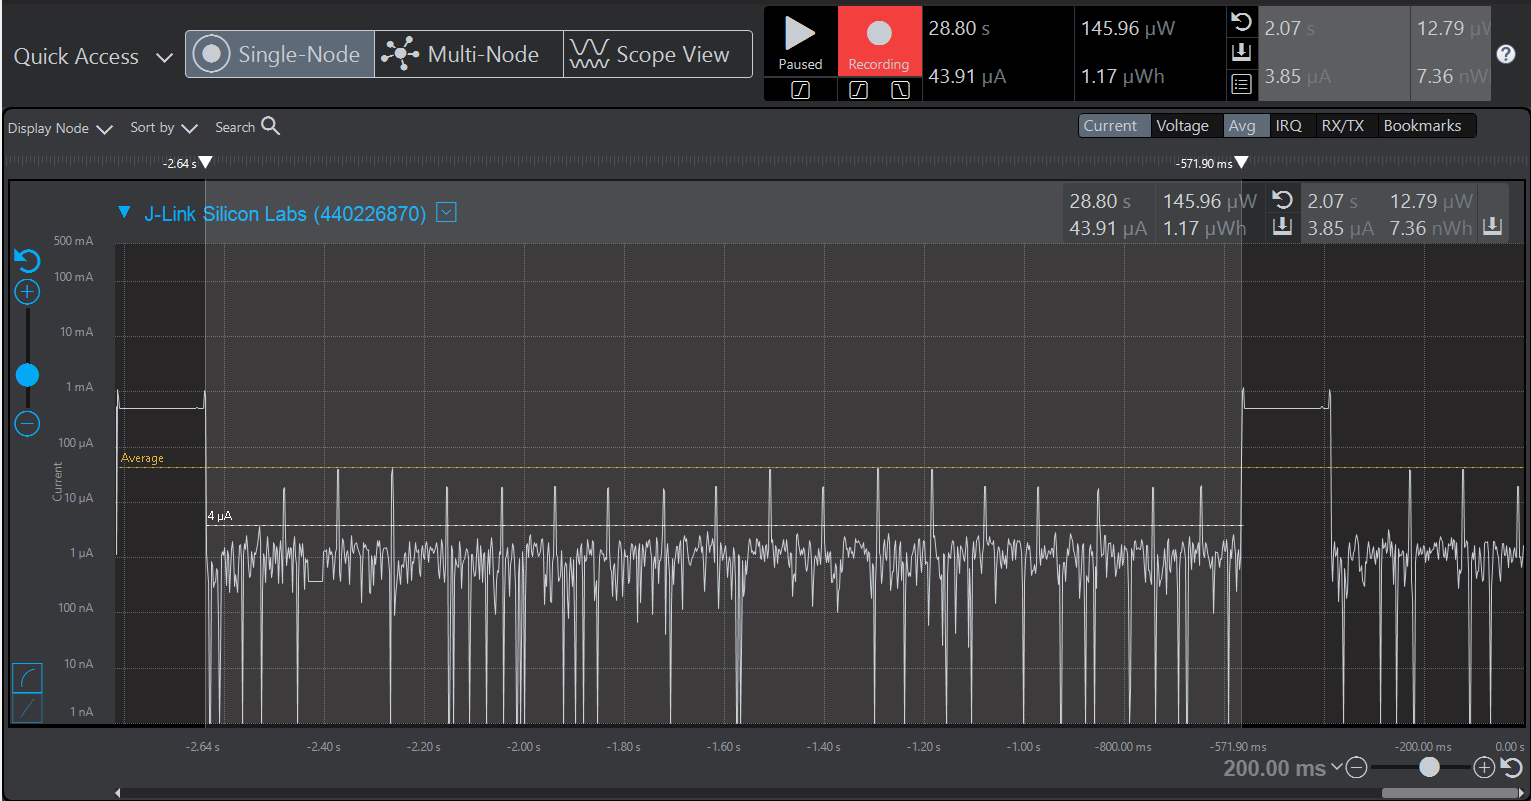 Quick Access
Single-Node
Multi-Node
Scope View
Paused
Recording
28.80 s
145.96 µW
43.91 µA
1.17 µWh
2.07 s
12.79 µW
3.85 µA
7.36 nW
?
Display Node
Sort by
Search
Current
Voltage
Avg
IRQ
RX/TX
Bookmarks
-2.64 s
-571.90 ms
J-Link Silicon Labs (440226870)
28.80 s
145.96 µW
2.07 s
12.79 µW
43.91 µA
1.17 µWh
3.85 µA
7.36 nWh
500 mA
100 mA
10 mA
1 mA
100 µA
10 µA
1 µA
100 nA
10 nA
1 nA
Current
Average
4 µA
-2.64 s
-2.40 s
-2.20 s
-2.00 s
-1.80 s
-1.60 s
-1.40 s
-1.20 s
-1.00 s
-800.00 ms
-571.90 ms
-200.00 ms
0.00 s
200.00 ms